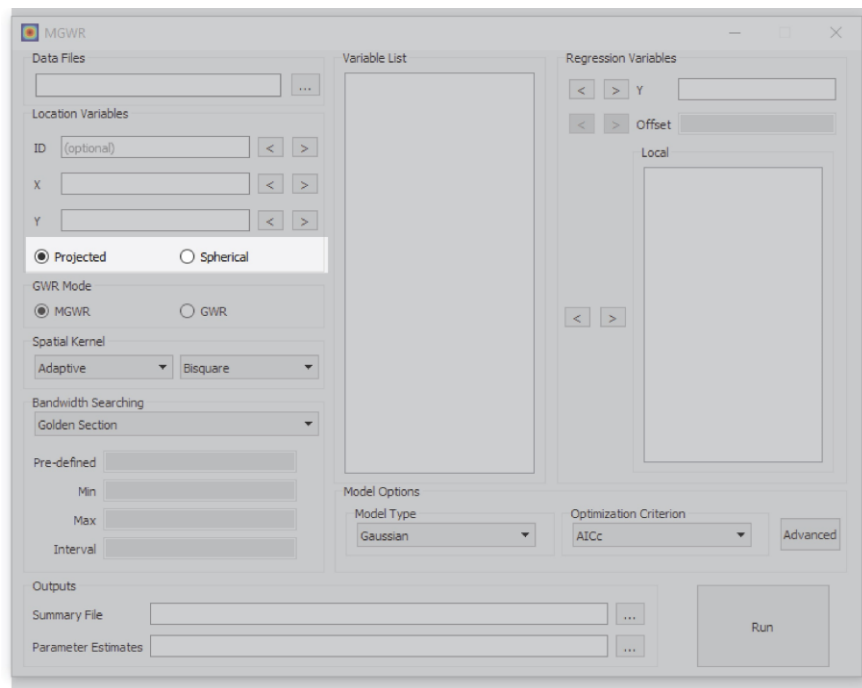 MGWR
Data Files
...
Location Variables
ID (optional) < >
X < >
Y < >
Projected Spherical
GWR Mode
MGWR GWR
Spatial Kernel
Adaptive Bisquare
Bandwidth Searching
Golden Section
Pre-defined
Min
Max
Interval
Variable List
Regression Variables
< > Y
< > Offset
Local
< >
Model Options
Model Type
Gaussian
Optimization Criterion
AICc
Advanced
Outputs
Summary File ...
Parameter Estimates ...
Run